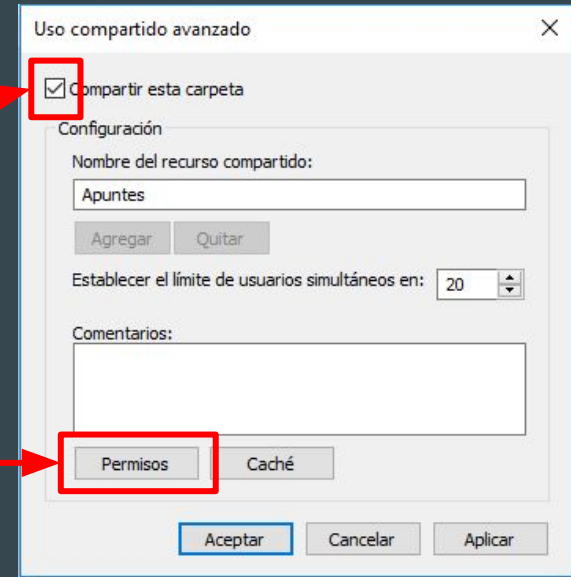 Uso compartido avanzado
Compartir esta carpeta
Configuración
Nombre del recurso compartido:
Apuntes
Agregar Quitar
Establecer el límite de usuarios simultáneos en: 20
Comentarios:
Permisos Caché
Aceptar Cancelar Aplicar